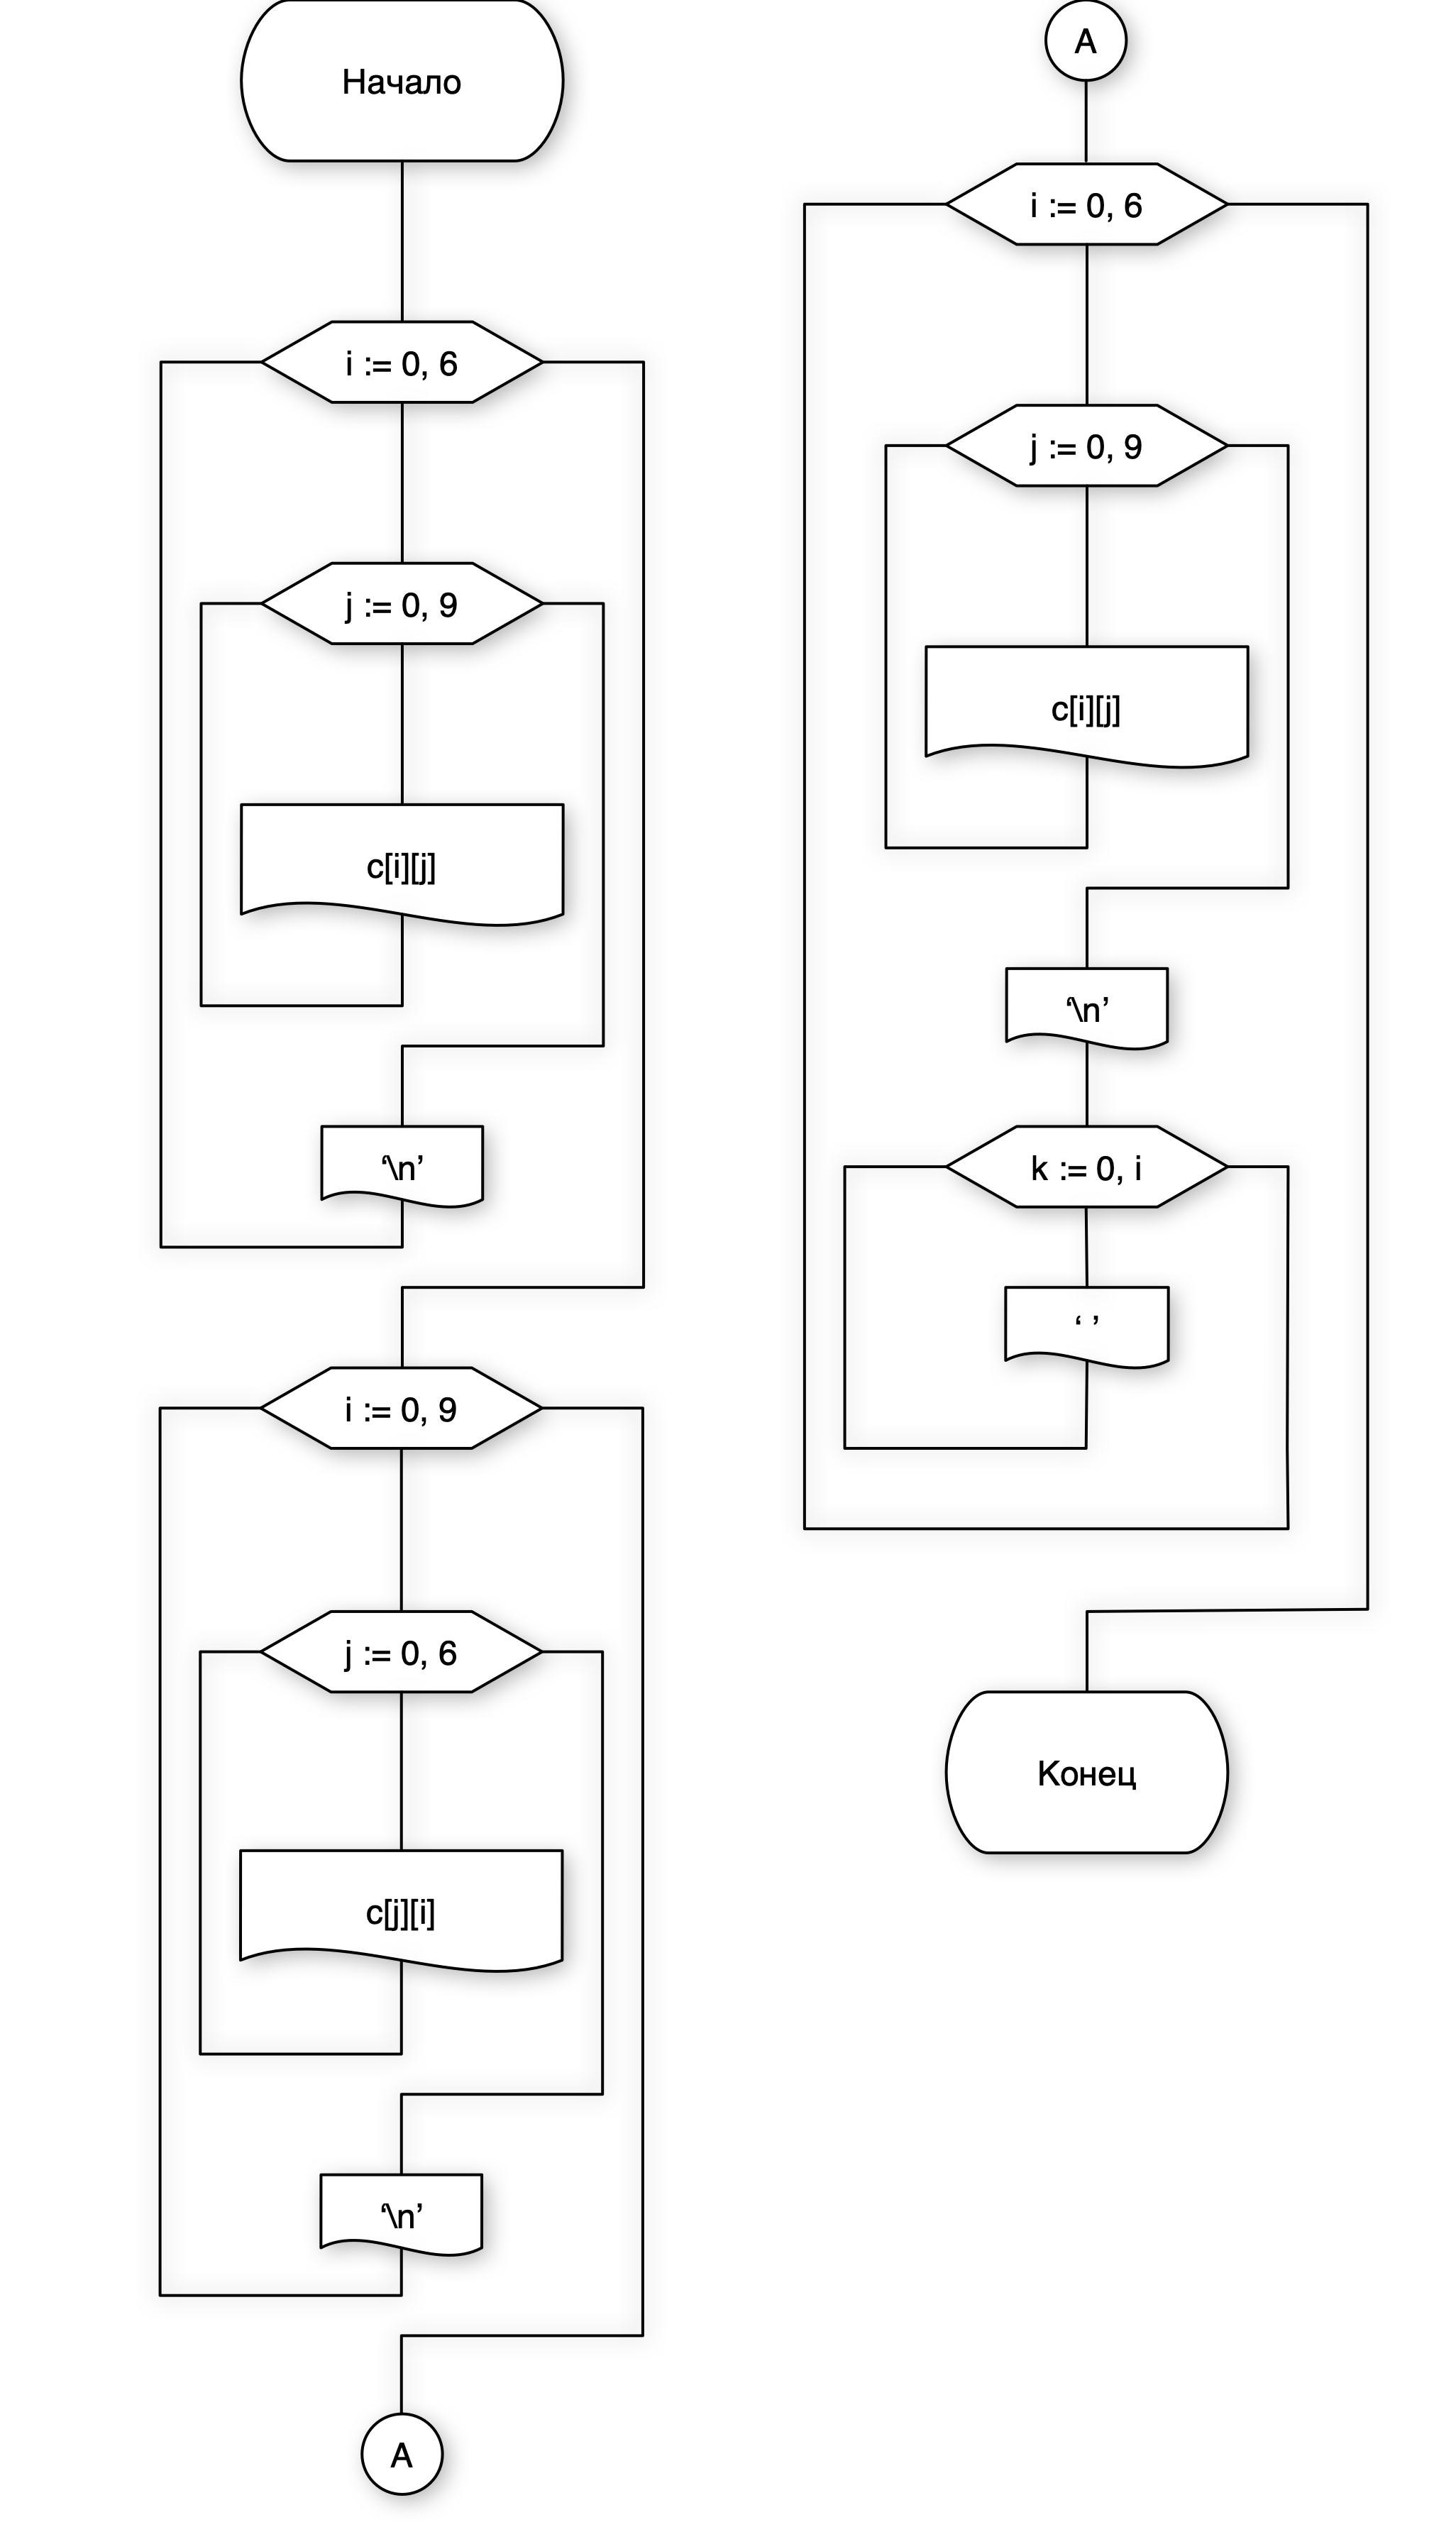 Начало
i := 0, 6
j := 0, 9
c[i][j]
‘\n’
i := 0, 9
j := 0, 6
c[j][i]
‘\n’
A
A
i := 0, 6
j := 0, 9
c[i][j]
‘\n’
k := 0, i
‘ ’
Конец